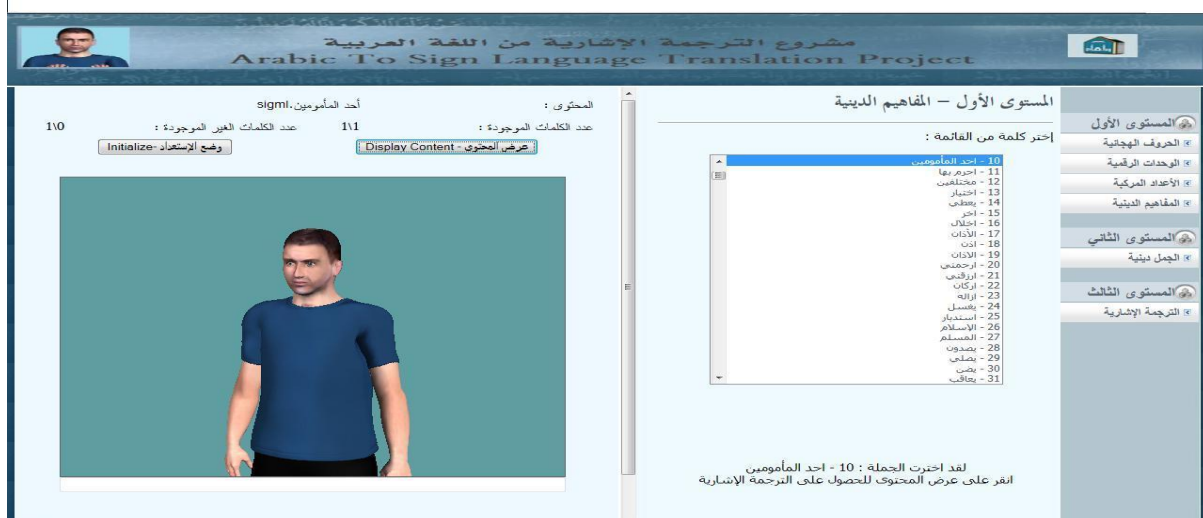 مشروع الترجمة الإشارية من اللغة العربية
Arabic To Sign Language Translation Project
إيماء
المستوى الأول
الحروف الهجائية
الوحدات الرقمية
الأعداد المركبة
المفاهيم الدينية
المستوى الثاني
الجمل دينية
المستوى الثالث
الترجمة الإشارية
المستوى الأول – المفاهيم الدينية
إختر كلمة من القائمة :
10 - احد المأمومين
11 - احرم بها
12 - مختلفين
13 - اختيار
14 - يعطي
15 - اخر
16 - اخلال
17 - الأذان
18 - اذن
19 - الاذان
20 - ارحمني
21 - ارزقني
22 - اركان
23 - ازاله
24 - يغسل
25 - استدبار
26 - الإسلام
27 - المسلم
28 - يصدون
29 - يصلي
30 - يضن
31 - يعاقب
لقد اخترت الجملة : 10 - احد المأمومين
انقر على عرض المحتوى للحصول على الترجمة الإشارية
المحتوى : أحد المأمومين.sigml
عدد الكلمات الموجودة : 1\1 عدد الكلمات الغير الموجودة : 1\0
عرض المحتوى - Display Content
وضع الإستعداد -Initialize